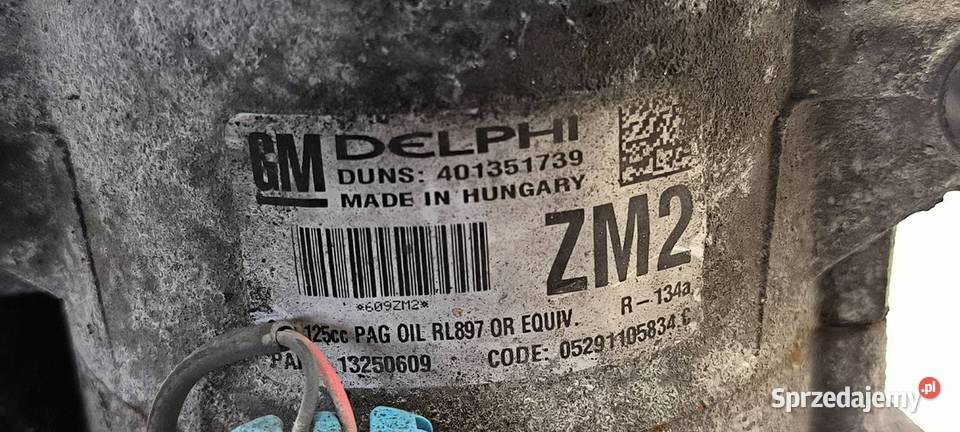 GM DELPHI
DUNS: 401351739
MADE IN HUNGARY
ZM2
*609ZM2*
R-134a
125cc PAG OIL RL897 OR EQUIV.
13250609 CODE: 05291105834
Sprzedajemy.pl